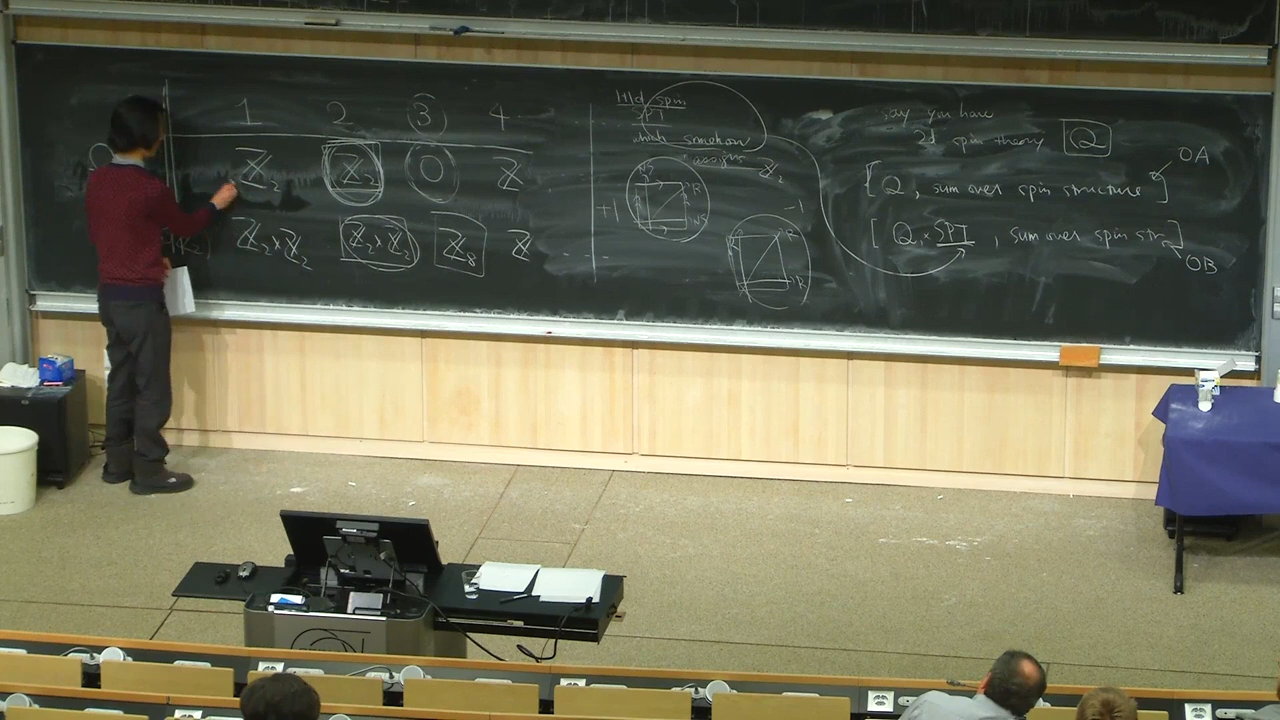 1 2 3 4
ℤ₂ ℤ₂ 0 ℤ
ℤ₂×ℤ₂ ℤ₂×ℤ₂ ℤ₈ ℤ
1+1d spin
SPT
which somehow
assigns ℤ₂
+1
R
NS
-1
R
R
say you have
2d spin theory Q
[Q, sum over spin structure] OA
[Q × SPT, sum over spin str] OB